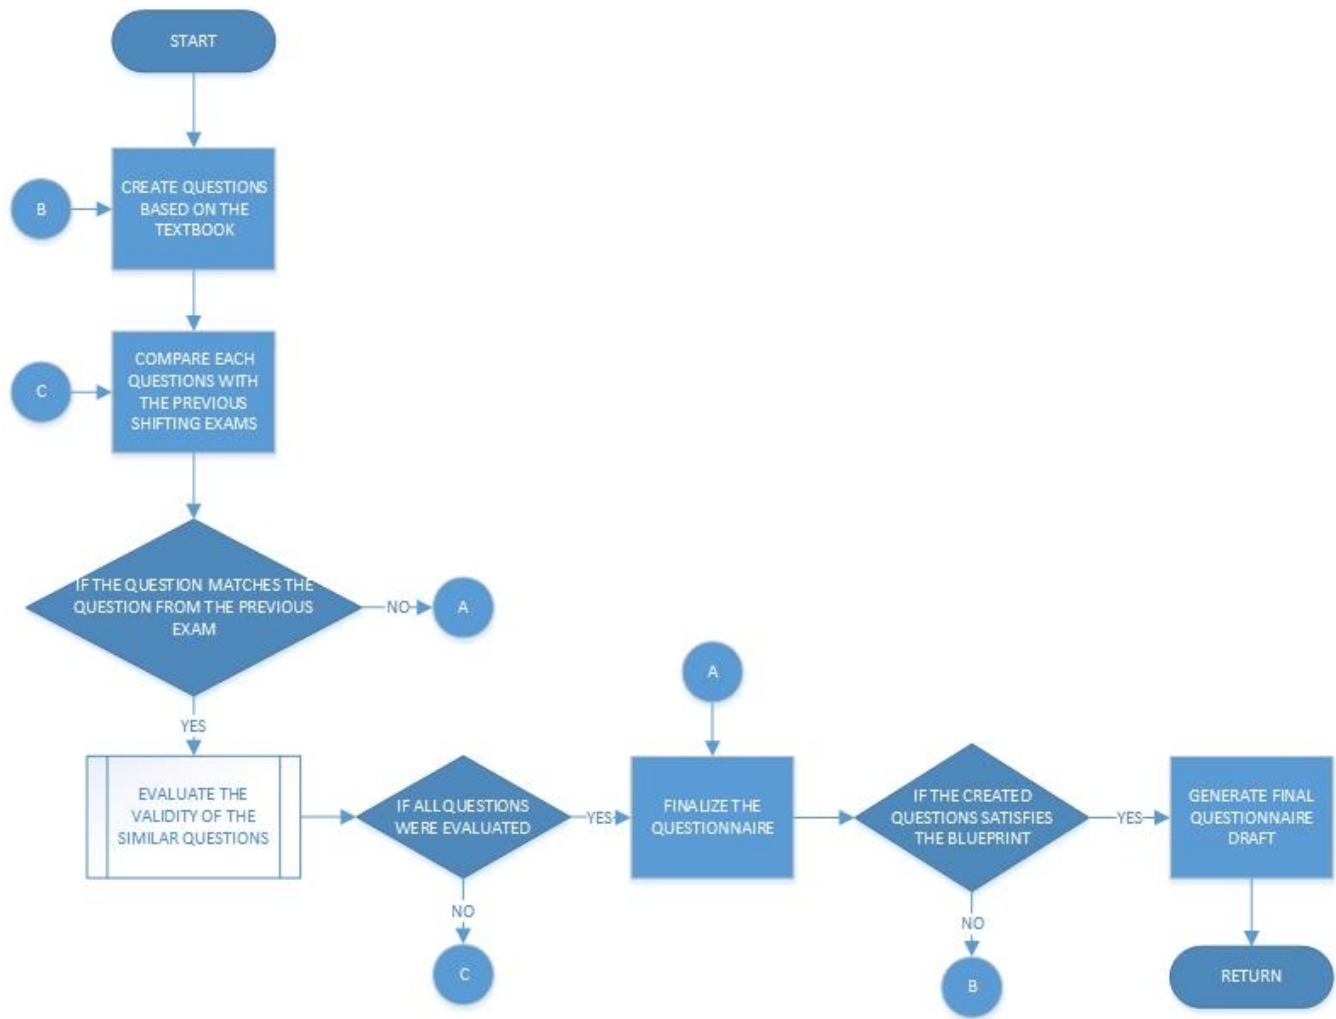 START
CREATE QUESTIONS
BASED ON THE
TEXTBOOK
B
COMPARE EACH
QUESTIONS WITH
THE PREVIOUS
SHIFTING EXAMS
C
IF THE QUESTION MATCHES THE
QUESTION FROM THE PREVIOUS
EXAM
NO
A
YES
EVALUATE THE
VALIDITY OF THE
SIMILAR QUESTIONS
IF ALL QUESTIONS
WERE EVALUATED
NO
C
YES
A
FINALIZE THE
QUESTIONNAIRE
IF THE CREATED
QUESTIONS SATISFIES
THE BLUEPRINT
NO
B
YES
GENERATE FINAL
QUESTIONNAIRE
DRAFT
RETURN